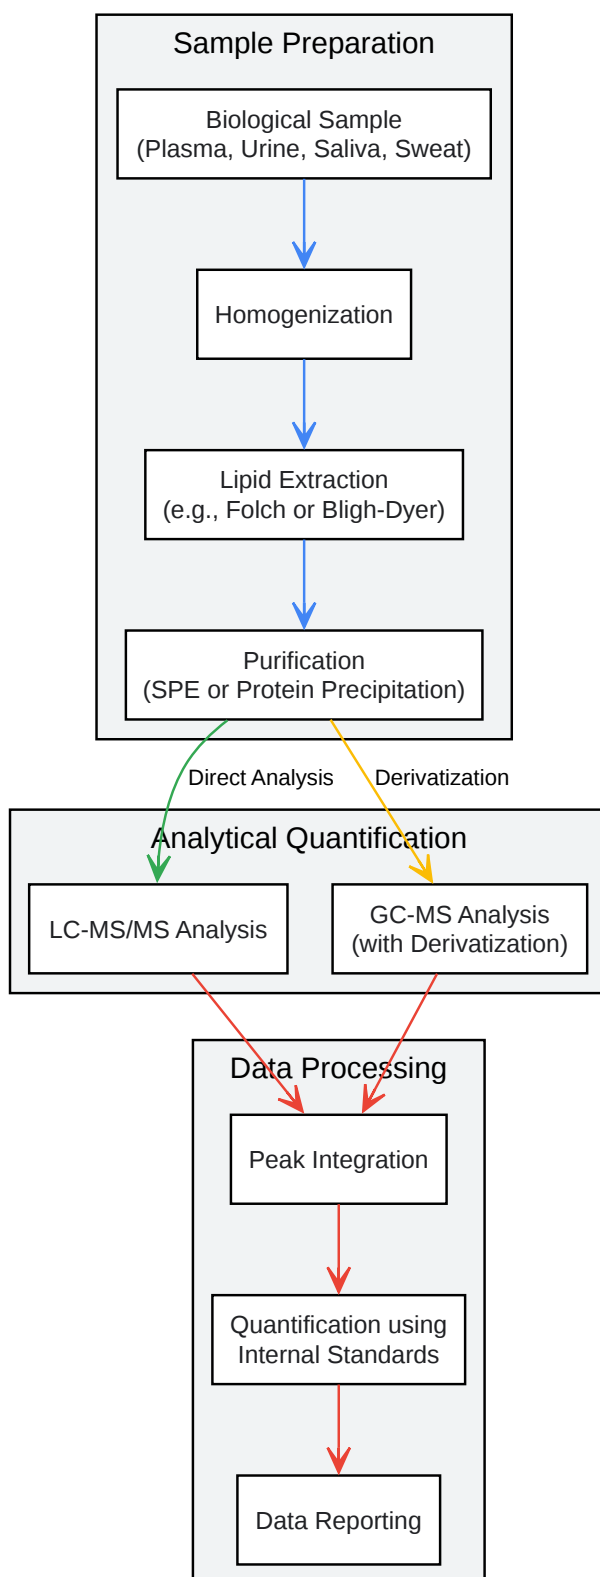 Sample Preparation
Biological Sample
(Plasma, Urine, Saliva, Sweat)
Homogenization
Lipid Extraction
(e.g., Folch or Bligh-Dyer)
Purification
(SPE or Protein Precipitation)
Direct Analysis
Derivatization
Analytical Quantification
LC-MS/MS Analysis
GC-MS Analysis
(with Derivatization)
Data Processing
Peak Integration
Quantification using
Internal Standards
Data Reporting